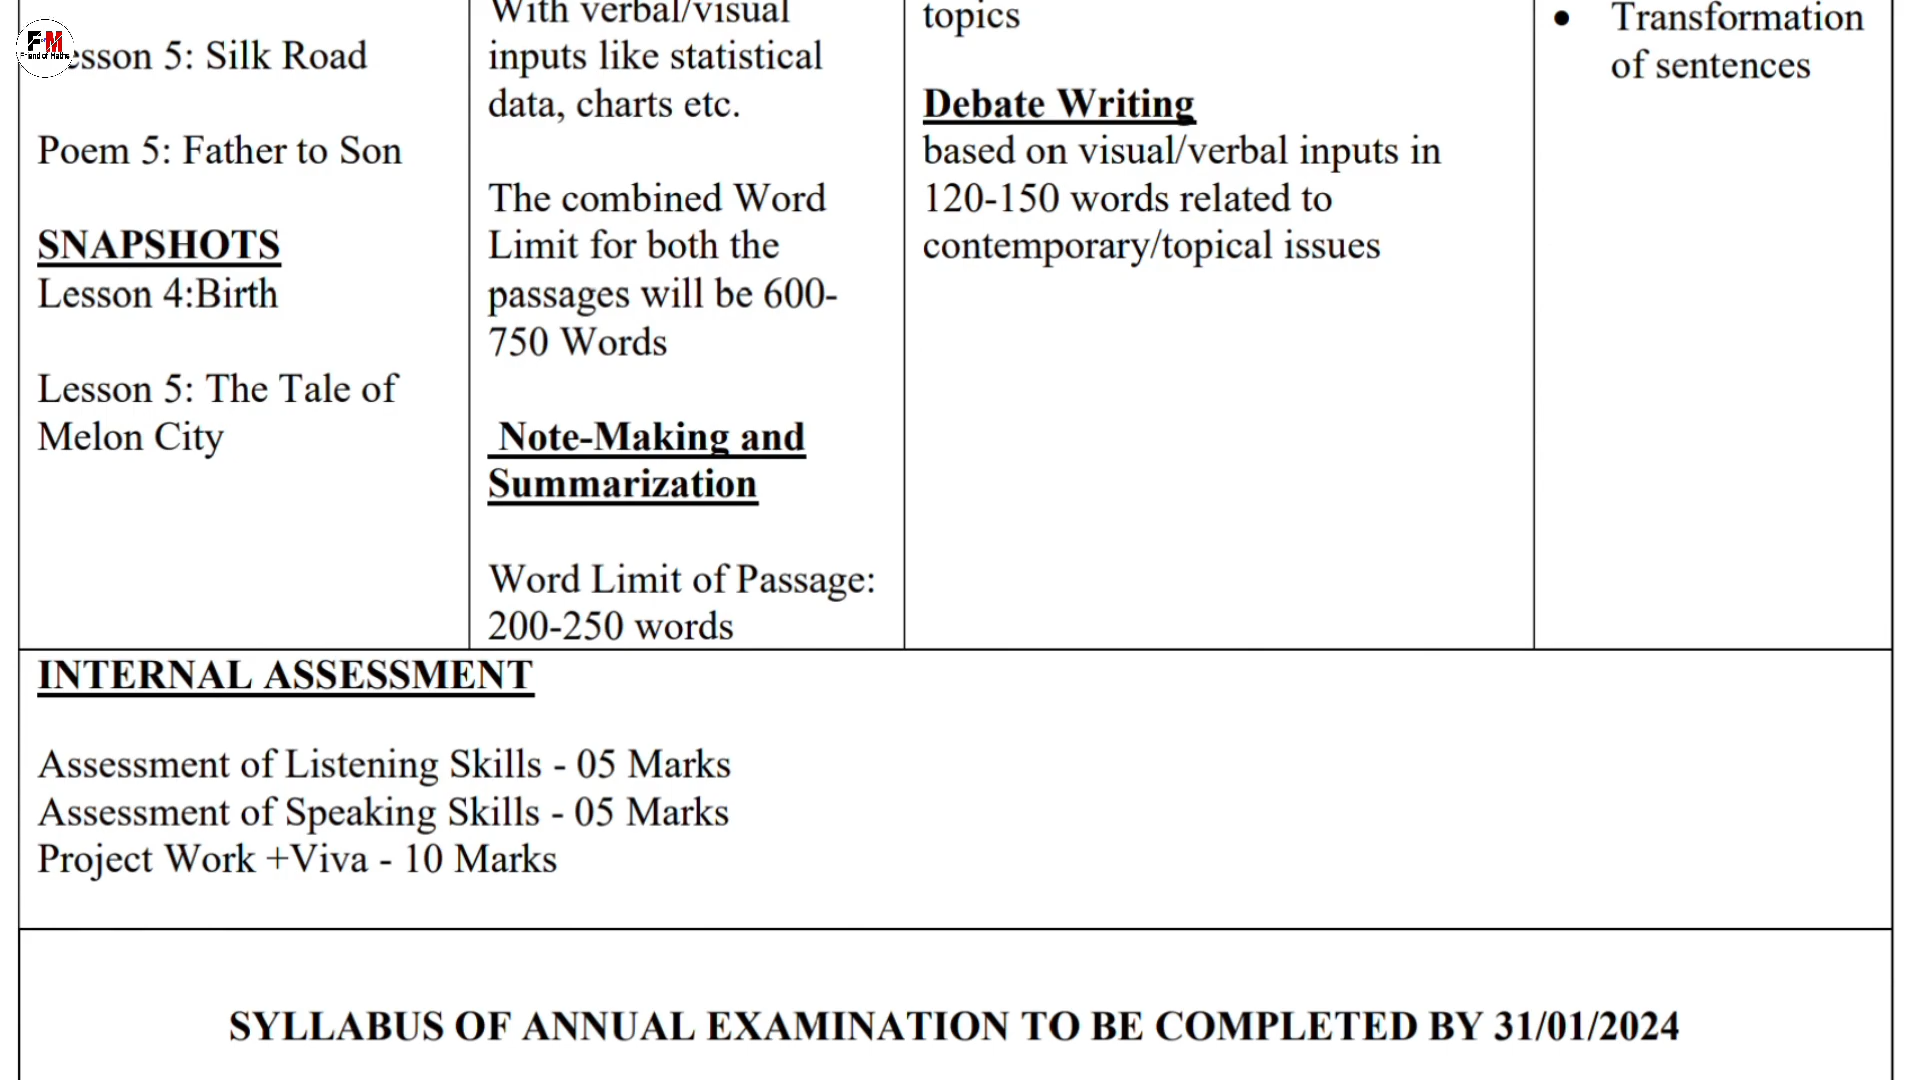 FM
Friend of Maths
esson 5: Silk Road
Poem 5: Father to Son
SNAPSHOTS
Lesson 4:Birth
Lesson 5: The Tale of
Melon City
With verbal/visual
inputs like statistical
data, charts etc.
The combined Word
Limit for both the
passages will be 600-
750 Words
Note-Making and
Summarization
Word Limit of Passage:
200-250 words
topics
Debate Writing
based on visual/verbal inputs in
120-150 words related to
contemporary/topical issues
• Transformation
of sentences
INTERNAL ASSESSMENT
Assessment of Listening Skills - 05 Marks
Assessment of Speaking Skills - 05 Marks
Project Work +Viva - 10 Marks
SYLLABUS OF ANNUAL EXAMINATION TO BE COMPLETED BY 31/01/2024